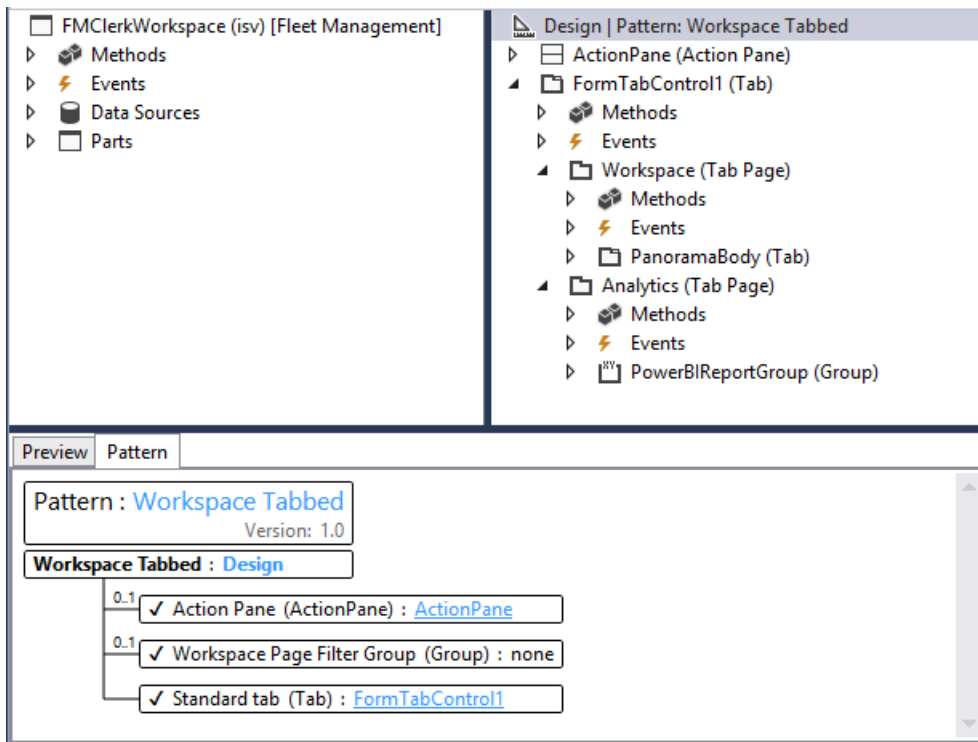 FMClerkWorkspace (isv) [Fleet Management]
Methods
Events
Data Sources
Parts
Design | Pattern: Workspace Tabbed
ActionPane (Action Pane)
FormTabControl1 (Tab)
Methods
Events
Workspace (Tab Page)
Methods
Events
PanoramaBody (Tab)
Analytics (Tab Page)
Methods
Events
PowerBIReportGroup (Group)
Preview Pattern
Pattern : Workspace Tabbed
Version: 1.0
Workspace Tabbed : Design
0..1 ✓ Action Pane (ActionPane) : ActionPane
0..1 ✓ Workspace Page Filter Group (Group) : none
✓ Standard tab (Tab) : FormTabControl1